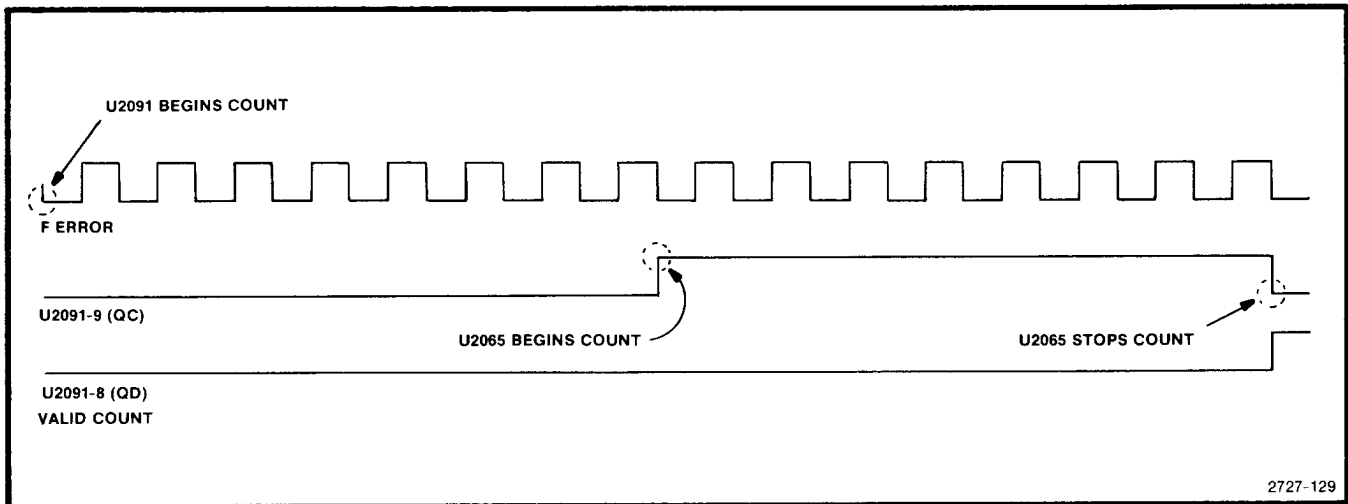 U2091 BEGINS COUNT
F ERROR
U2091-9 (QC)
U2065 BEGINS COUNT
U2065 STOPS COUNT
U2091-8 (QD)
VALID COUNT
2727-129